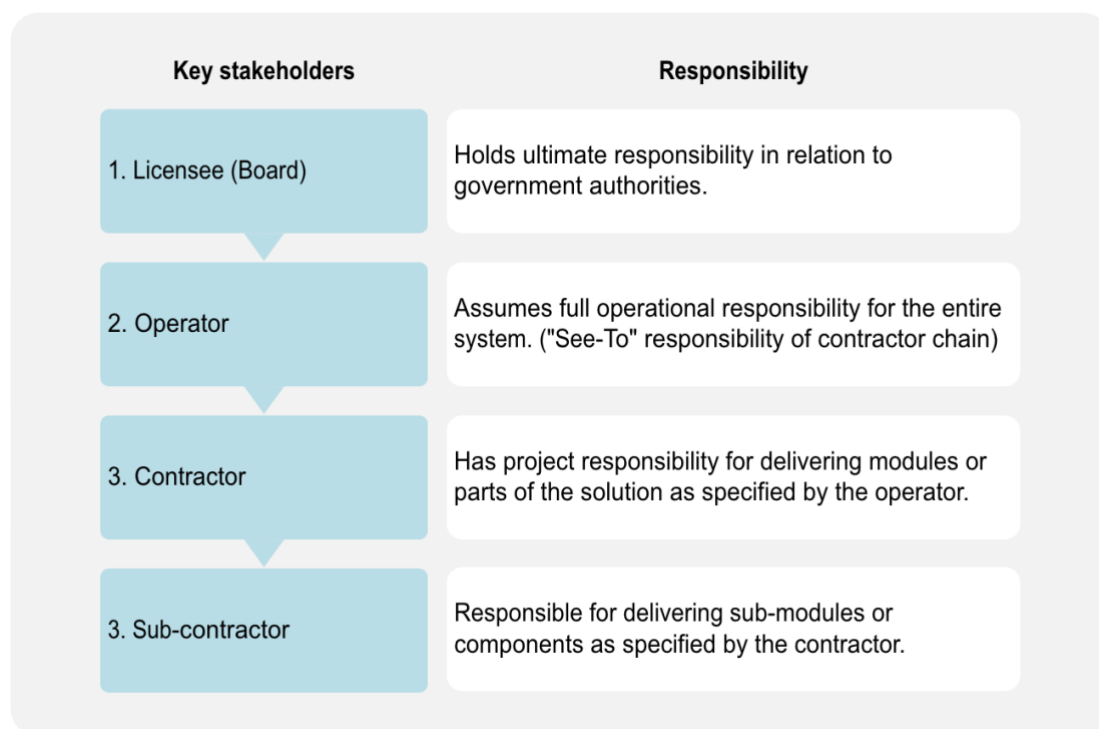 Key stakeholders
Responsibility
1. Licensee (Board)
Holds ultimate responsibility in relation to
government authorities.
2. Operator
Assumes full operational responsibility for the entire
system. ("See-To" responsibility of contractor chain)
3. Contractor
Has project responsibility for delivering modules or
parts of the solution as specified by the operator.
3. Sub-contractor
Responsible for delivering sub-modules or
components as specified by the contractor.